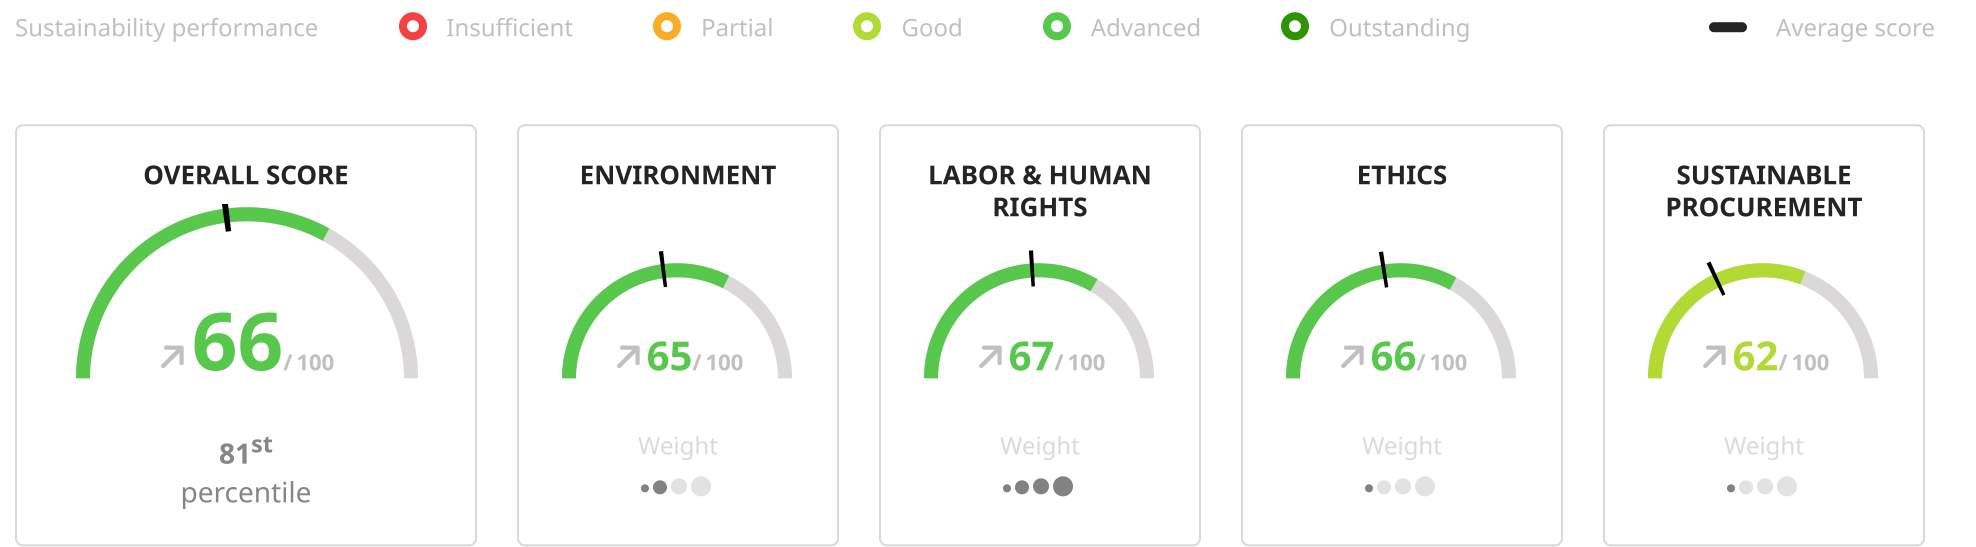 Sustainability performance Insufficient Partial Good Advanced Outstanding Average score
OVERALL SCORE
66 / 100
81st
percentile
ENVIRONMENT
65 / 100
Weight
LABOR & HUMAN
RIGHTS
67 / 100
Weight
ETHICS
66 / 100
Weight
SUSTAINABLE
PROCUREMENT
62 / 100
Weight